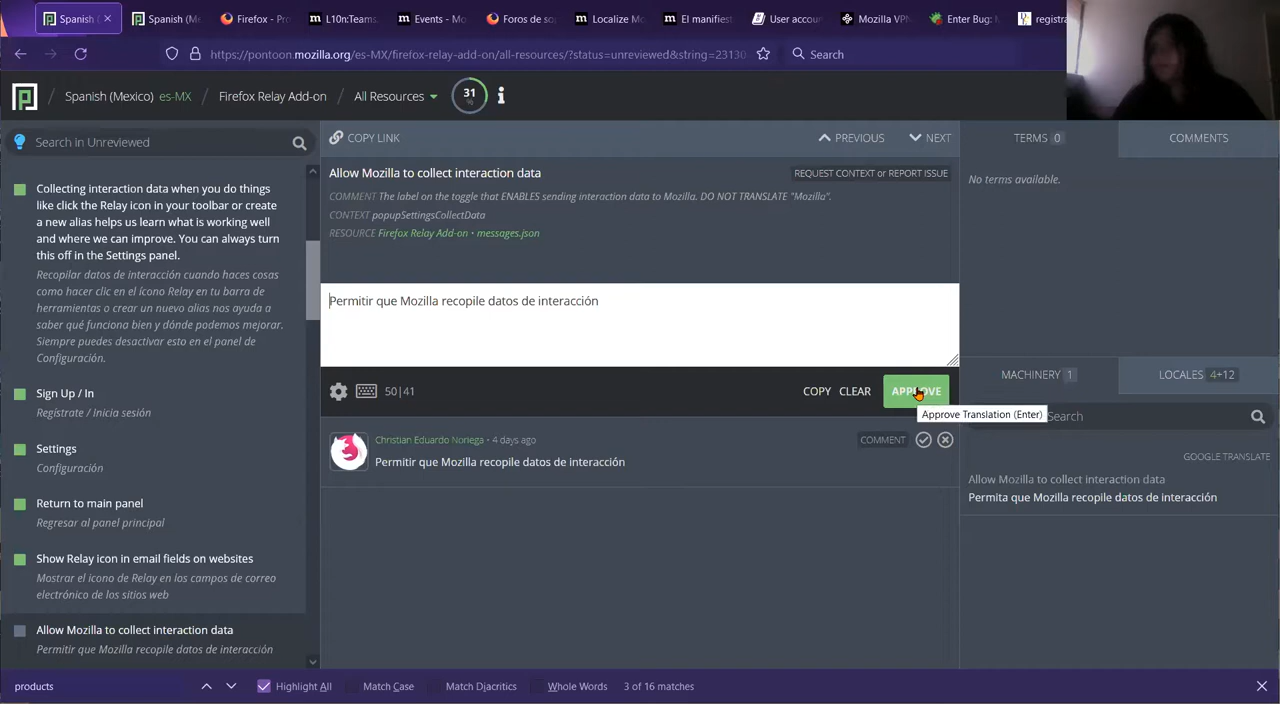 Spanish (
Spanish (Me
Firefox - Pro
L10n:Teams
Events - Mo
Foros de so
Localize Mo
El manifiest
User accoun
Mozilla VPN
Enter Bug: M
registra
https://pontoon.mozilla.org/es-MX/firefox-relay-add-on/all-resources/?status=unreviewed&string=23130
Search
Spanish (Mexico) es-MX
Firefox Relay Add-on
All Resources
31
%
Search in Unreviewed
Collecting interaction data when you do things
like click the Relay icon in your toolbar or create
a new alias helps us learn what is working well
and where we can improve. You can always turn
this off in the Settings panel.
Recopilar datos de interacción cuando haces cosas
como hacer clic en el ícono Relay en tu barra de
herramientas o crear un nuevo alias nos ayuda a
saber qué funciona bien y dónde podemos mejorar.
Siempre puedes desactivar esto en el panel de
Configuración.
Sign Up / In
Regístrate / Inicia sesión
Settings
Configuración
Return to main panel
Regresar al panel principal
Show Relay icon in email fields on websites
Mostrar el icono de Relay en los campos de correo
electrónico de los sitios web
Allow Mozilla to collect interaction data
Permitir que Mozilla recopile datos de interacción
COPY LINK
PREVIOUS
NEXT
Allow Mozilla to collect interaction data
REQUEST CONTEXT or REPORT ISSUE
COMMENT The label on the toggle that ENABLES sending interaction data to Mozilla. DO NOT TRANSLATE "Mozilla".
CONTEXT popupSettingsCollectData
RESOURCE Firefox Relay Add-on • messages.json
Permitir que Mozilla recopile datos de interacción
50|41
COPY
CLEAR
APPROVE
Approve Translation (Enter)
Christian Eduardo Noriega • 4 days ago
COMMENT
Permitir que Mozilla recopile datos de interacción
TERMS 0
COMMENTS
No terms available.
MACHINERY 1
LOCALES 4+12
Search
GOOGLE TRANSLATE
Allow Mozilla to collect interaction data
Permita que Mozilla recopile datos de interacción
products
Highlight All
Match Case
Match Diacritics
Whole Words
3 of 16 matches